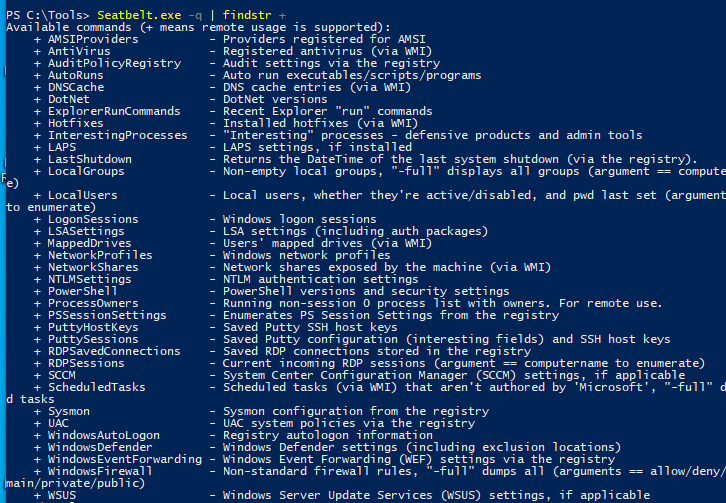 PS C:\Tools> Seatbelt.exe -q | findstr +
Available commands (+ means remote usage is supported):
+ AMSIProviders - Providers registered for AMSI
+ AntiVirus - Registered antivirus (via WMI)
+ AuditPolicyRegistry - Audit settings via the registry
+ AutoRuns - Auto run executables/scripts/programs
+ DNSCache - DNS cache entries (via WMI)
+ DotNet - DotNet versions
+ ExplorerRunCommands - Recent Explorer "run" commands
+ Hotfixes - Installed hotfixes (via WMI)
+ InterestingProcesses - "Interesting" processes - defensive products and admin tools
+ LAPS - LAPS settings, if installed
+ LastShutdown - Returns the DateTime of the last system shutdown (via the registry).
+ LocalGroups - Non-empty local groups, "-full" displays all groups (argument == compute
e)
+ LocalUsers - Local users, whether they're active/disabled, and pwd last set (argument
to enumerate)
+ LogonSessions - Windows logon sessions
+ LSASettings - LSA settings (including auth packages)
+ MappedDrives - Users' mapped drives (via WMI)
+ NetworkProfiles - Windows network profiles
+ NetworkShares - Network shares exposed by the machine (via WMI)
+ NTLMSettings - NTLM authentication settings
+ PowerShell - PowerShell versions and security settings
+ ProcessOwners - Running non-session 0 process list with owners. For remote use.
+ PSSessionSettings - Enumerates PS Session Settings from the registry
+ PuttyHostKeys - Saved Putty SSH host keys
+ PuttySessions - Saved Putty configuration (interesting fields) and SSH host keys
+ RDPSavedConnections - Saved RDP connections stored in the registry
+ RDPSessions - Current incoming RDP sessions (argument == computername to enumerate)
+ SCCM - System Center Configuration Manager (SCCM) settings, if applicable
+ ScheduledTasks - Scheduled tasks (via WMI) that aren't authored by 'Microsoft', "-full" d
d tasks
+ Sysmon - Sysmon configuration from the registry
+ UAC - UAC system policies via the registry
+ WindowsAutoLogon - Registry autologon information
+ WindowsDefender - Windows Defender settings (including exclusion locations)
+ WindowsEventForwarding - Windows Event Forwarding (WEF) settings via the registry
+ WindowsFirewall - Non-standard firewall rules, "-full" dumps all (arguments == allow/deny/
main/private/public)
+ WSUS - Windows Server Update Services (WSUS) settings, if applicable